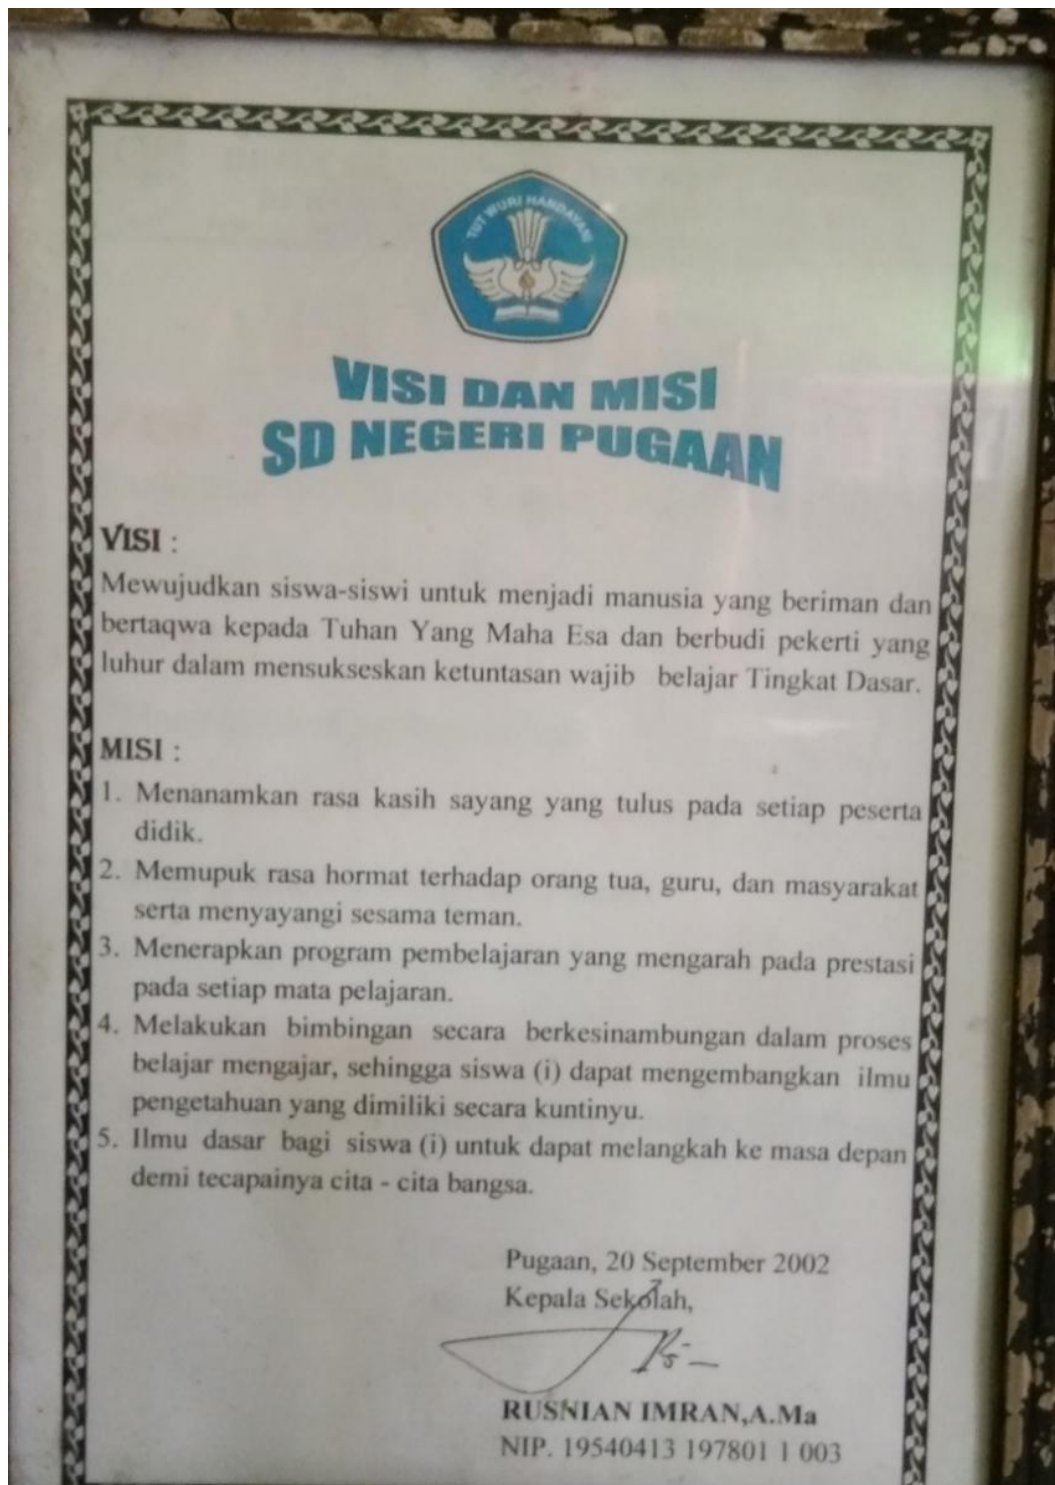 TUT WURI HANDAYANI
VISI DAN MISI
SD NEGERI PUGAAN
VISI :
Mewujudkan siswa-siswi untuk menjadi manusia yang beriman dan
bertaqwa kepada Tuhan Yang Maha Esa dan berbudi pekerti yang
luhur dalam mensukseskan ketuntasan wajib belajar Tingkat Dasar.
MISI :
1. Menanamkan rasa kasih sayang yang tulus pada setiap peserta
didik.
2. Memupuk rasa hormat terhadap orang tua, guru, dan masyarakat
serta menyayangi sesama teman.
3. Menerapkan program pembelajaran yang mengarah pada prestasi
pada setiap mata pelajaran.
4. Melakukan bimbingan secara berkesinambungan dalam proses
belajar mengajar, sehingga siswa (i) dapat mengembangkan ilmu
pengetahuan yang dimiliki secara kuntinyu.
5. Ilmu dasar bagi siswa (i) untuk dapat melangkah ke masa depan
demi tecapainya cita - cita bangsa.
Pugaan, 20 September 2002
Kepala Sekolah,
RUSNIAN IMRAN,A.Ma
NIP. 19540413 197801 1 003